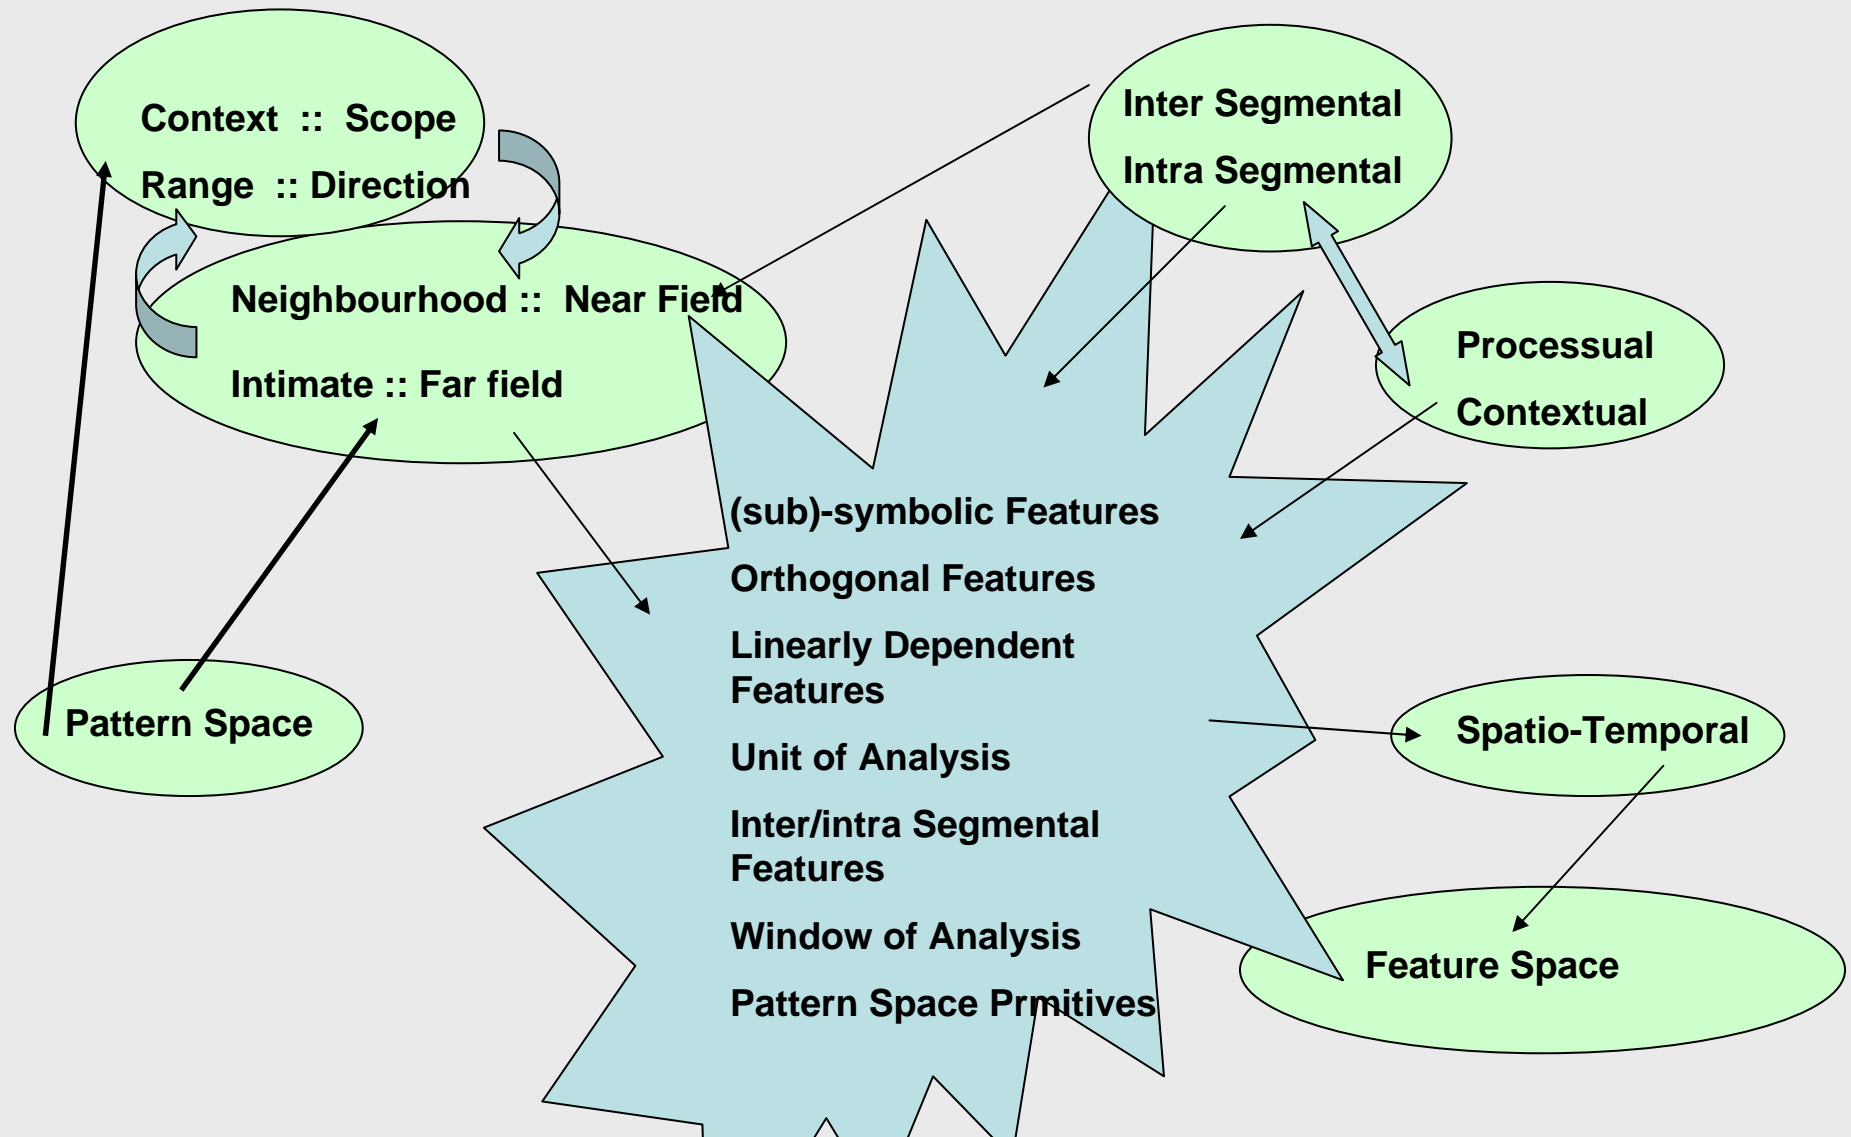 Context :: Scope
Range :: Direction
Neighbourhood :: Near Field
Intimate :: Far field
Inter Segmental
Intra Segmental
Processual
Contextual
Pattern Space
(sub)-symbolic Features
Orthogonal Features
Linearly Dependent
Features
Unit of Analysis
Inter/intra Segmental
Features
Window of Analysis
Pattern Space Prmitives
Spatio-Temporal
Feature Space